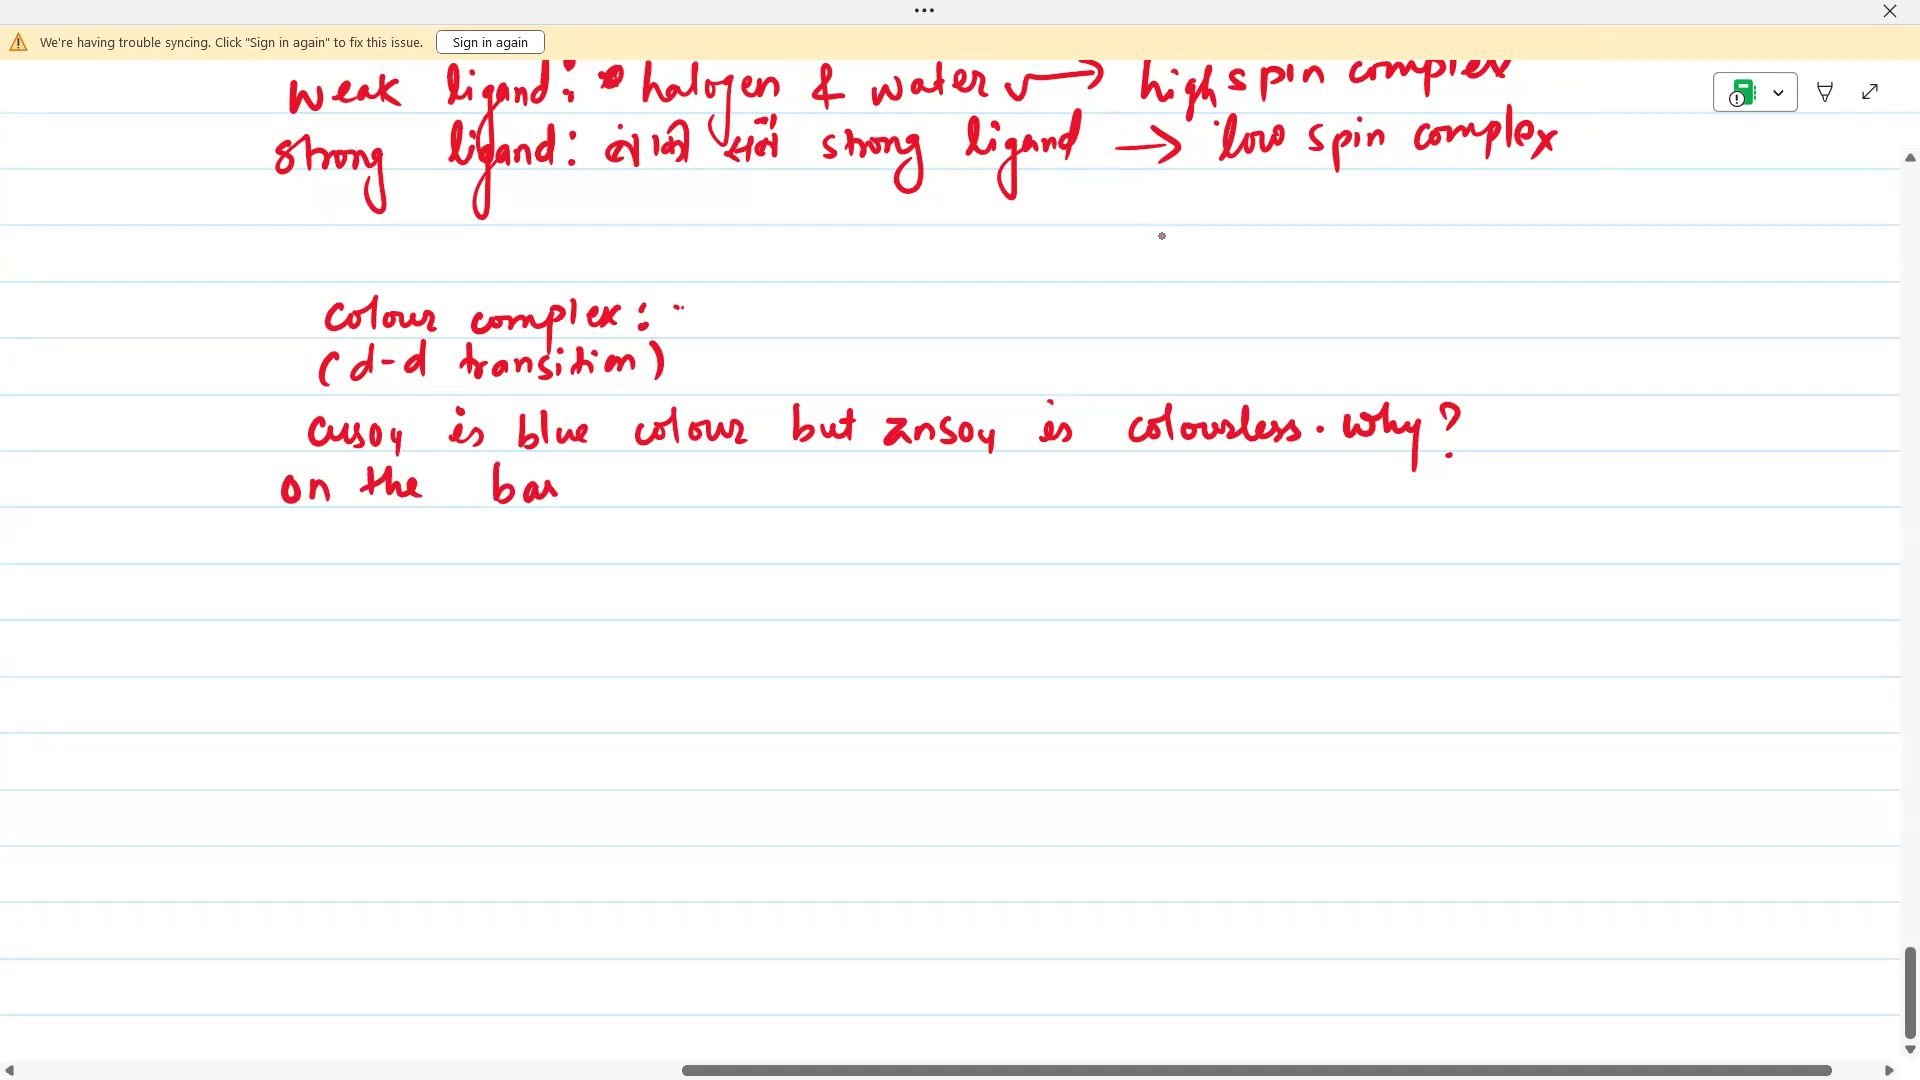 We're having trouble syncing. Click "Sign in again" to fix this issue. Sign in again
weak ligand: halogen & water → high spin complex
strong ligand: बाकी सभी strong ligand → low spin complex
colour complex:
(d-d transition)
cuso4 is blue colour but znso4 is colourless. why?
on the bas